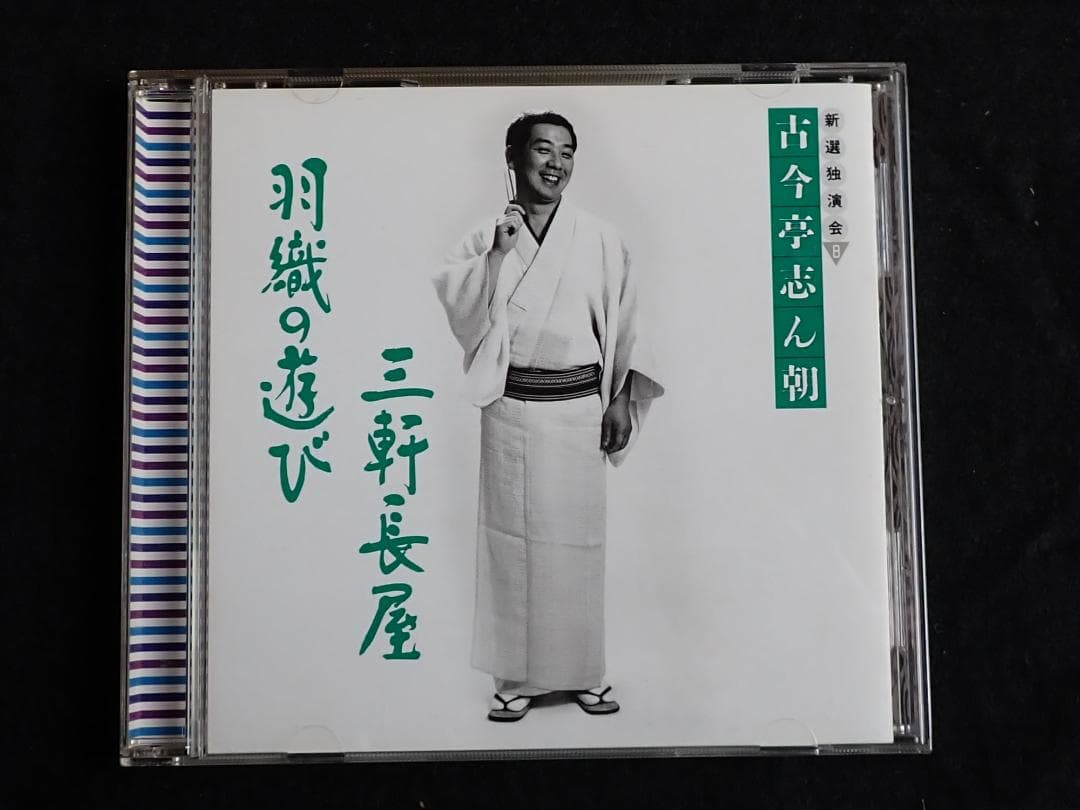 新選独演会8
古今亭志ん朝
三軒長屋
羽織の遊び